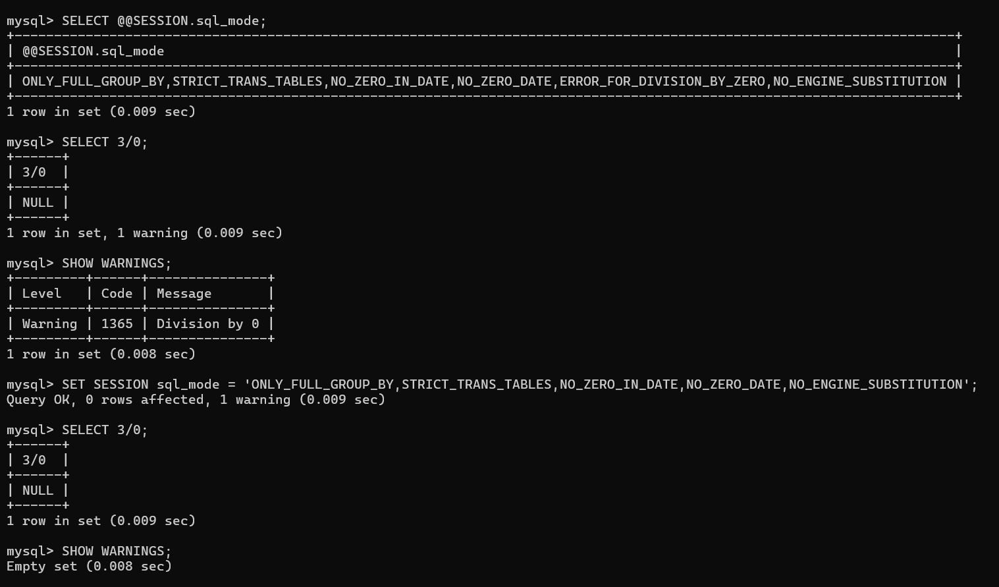 mysql> SELECT @@SESSION.sql_mode;
+-----------------------------------------------------------------------------------------------------------------------+
| @@SESSION.sql_mode                                                                                                    |
+-----------------------------------------------------------------------------------------------------------------------+
| ONLY_FULL_GROUP_BY,STRICT_TRANS_TABLES,NO_ZERO_IN_DATE,NO_ZERO_DATE,ERROR_FOR_DIVISION_BY_ZERO,NO_ENGINE_SUBSTITUTION |
+-----------------------------------------------------------------------------------------------------------------------+
1 row in set (0.009 sec)

mysql> SELECT 3/0;
+------+
| 3/0  |
+------+
| NULL |
+------+
1 row in set, 1 warning (0.009 sec)

mysql> SHOW WARNINGS;
+---------+------+---------------+
| Level   | Code | Message       |
+---------+------+---------------+
| Warning | 1365 | Division by 0 |
+---------+------+---------------+
1 row in set (0.008 sec)

mysql> SET SESSION sql_mode = 'ONLY_FULL_GROUP_BY,STRICT_TRANS_TABLES,NO_ZERO_IN_DATE,NO_ZERO_DATE,NO_ENGINE_SUBSTITUTION';
Query OK, 0 rows affected, 1 warning (0.009 sec)

mysql> SELECT 3/0;
+------+
| 3/0  |
+------+
| NULL |
+------+
1 row in set (0.009 sec)

mysql> SHOW WARNINGS;
Empty set (0.008 sec)